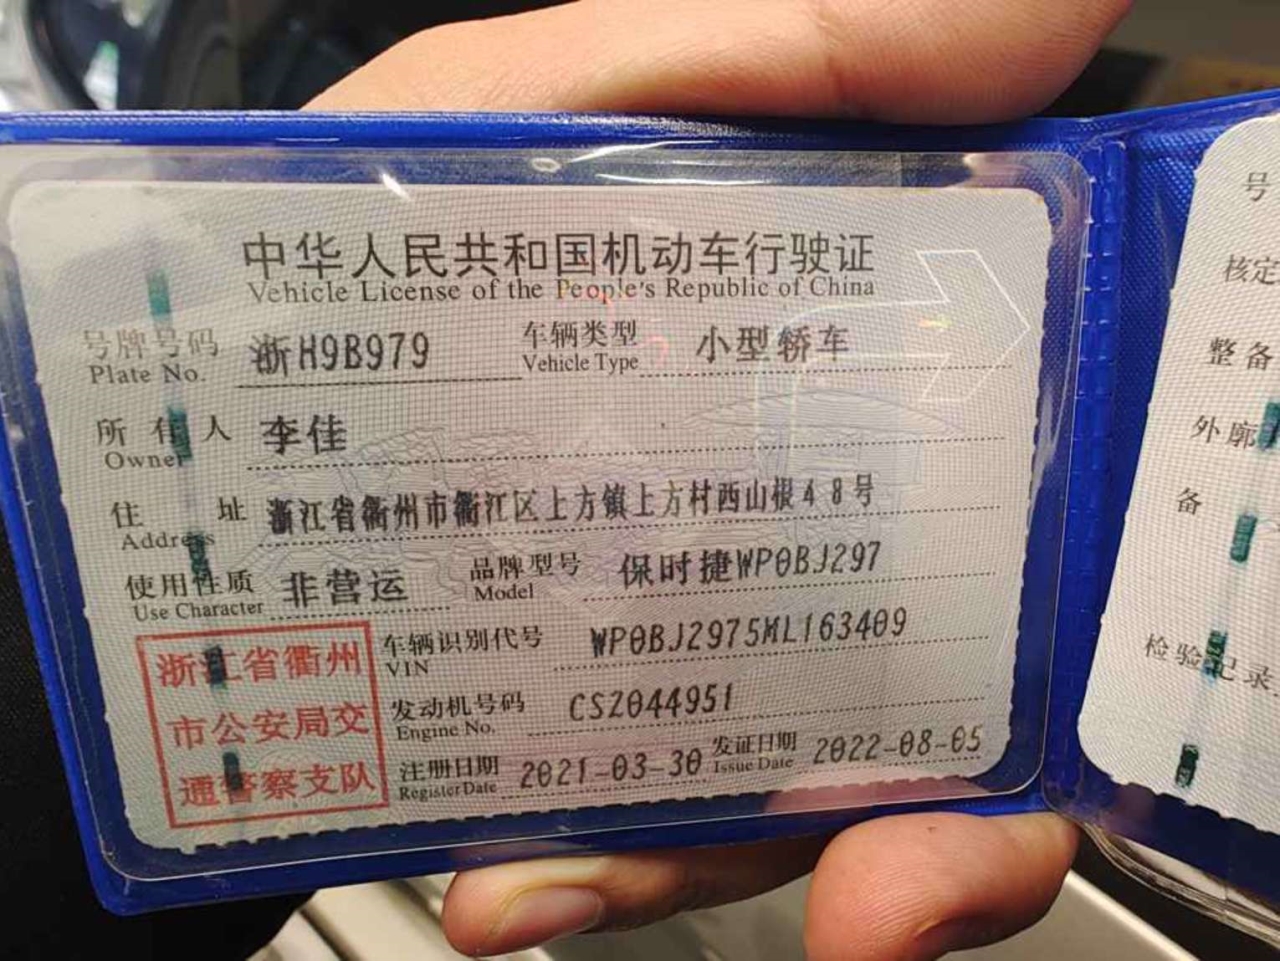 中华人民共和国机动车行驶证
Vehicle License of the People's Republic of China
号牌号码 浙H9B979 车辆类型 小型轿车
Plate No. Vehicle Type
所有人 李佳
Owner
住址 浙江省衢州市衢江区上方镇上方村西山根48号
Address
使用性质 非营运 品牌型号 保时捷WP0BJ297
Use Character Model
车辆识别代号 WP0BJ2975ML163409
VIN
发动机号码 CS2044951
Engine No.
注册日期 2021-03-30 发证日期 2022-08-05
Register Date Issue Date
浙江省衢州
市公安局交
通警察支队
号
核定
整备
外廓
备
检验记录